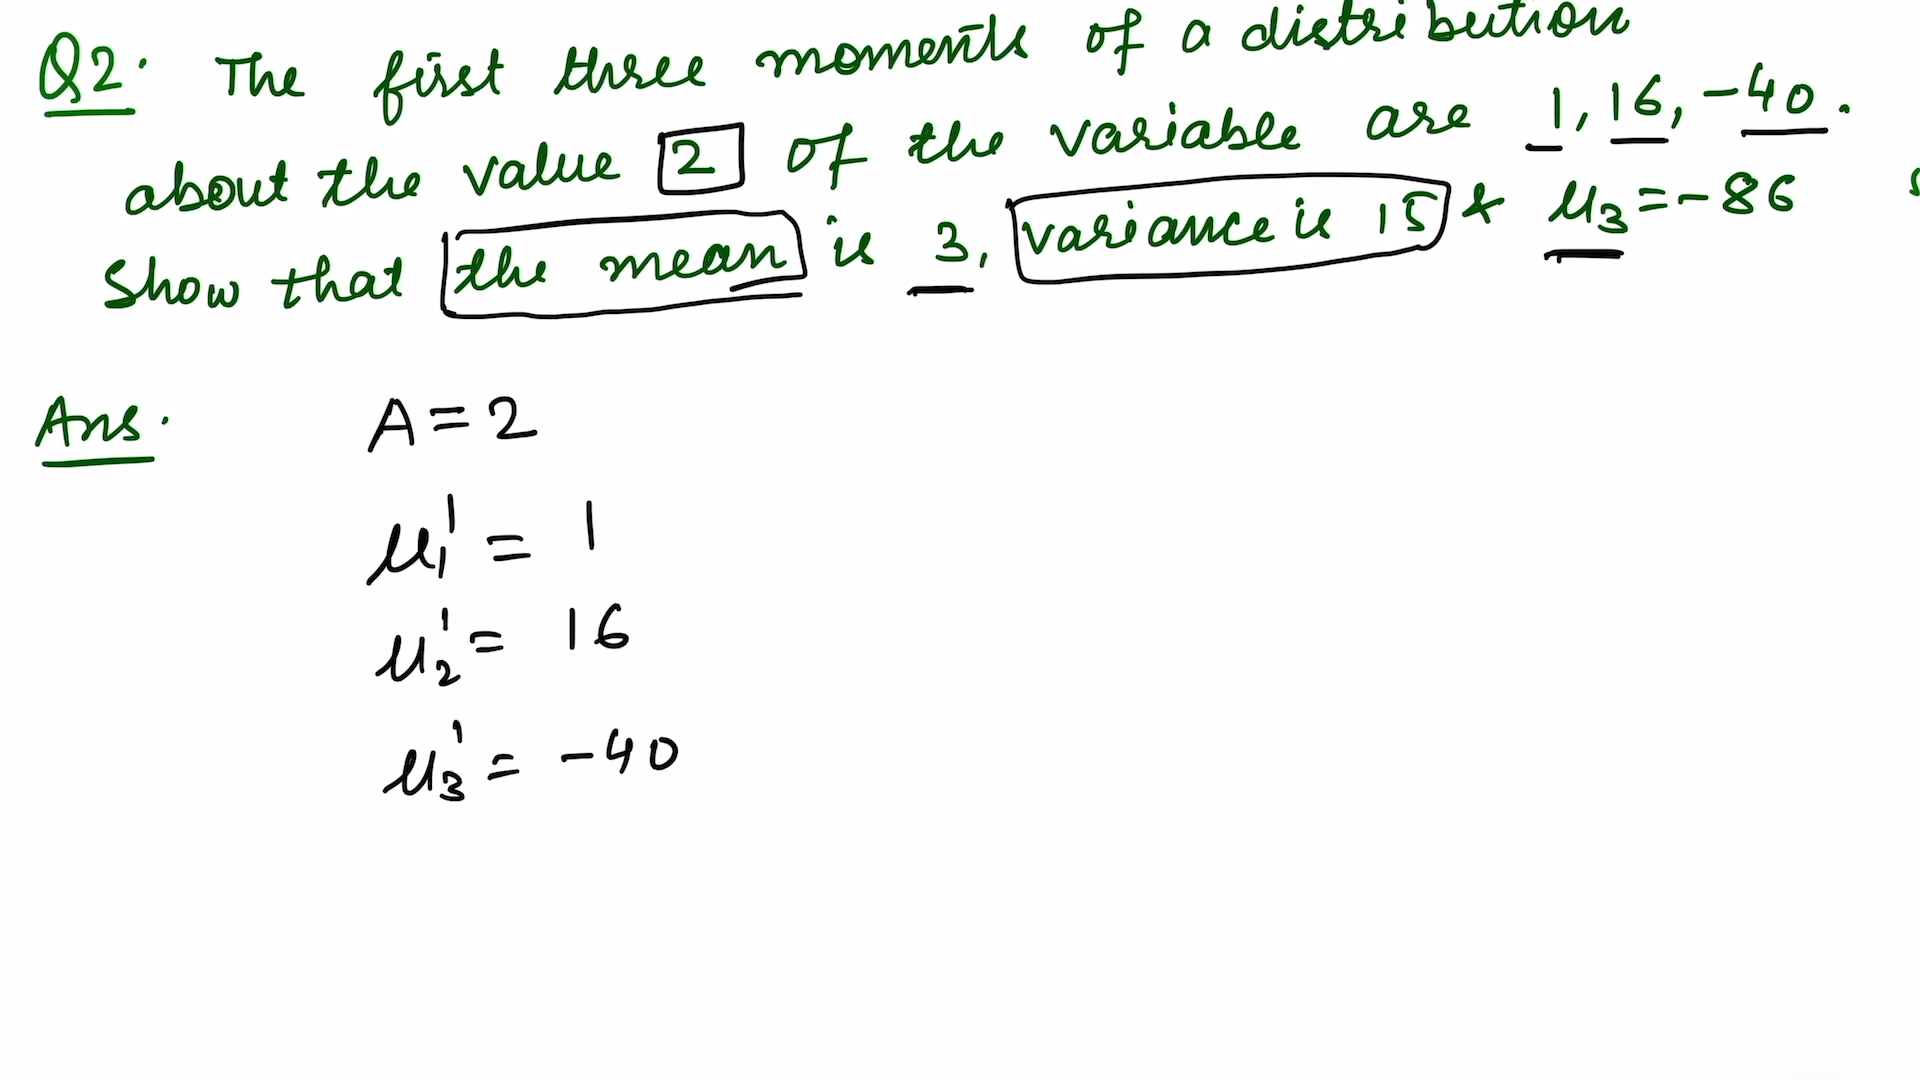 Q2. The first three moments of a distribution
about the value 2 of the variable are 1, 16, -40.
Show that the mean is 3, variance is 15 & μ₃ = -86
Ans. A = 2
μ₁' = 1
μ₂' = 16
μ₃' = -40